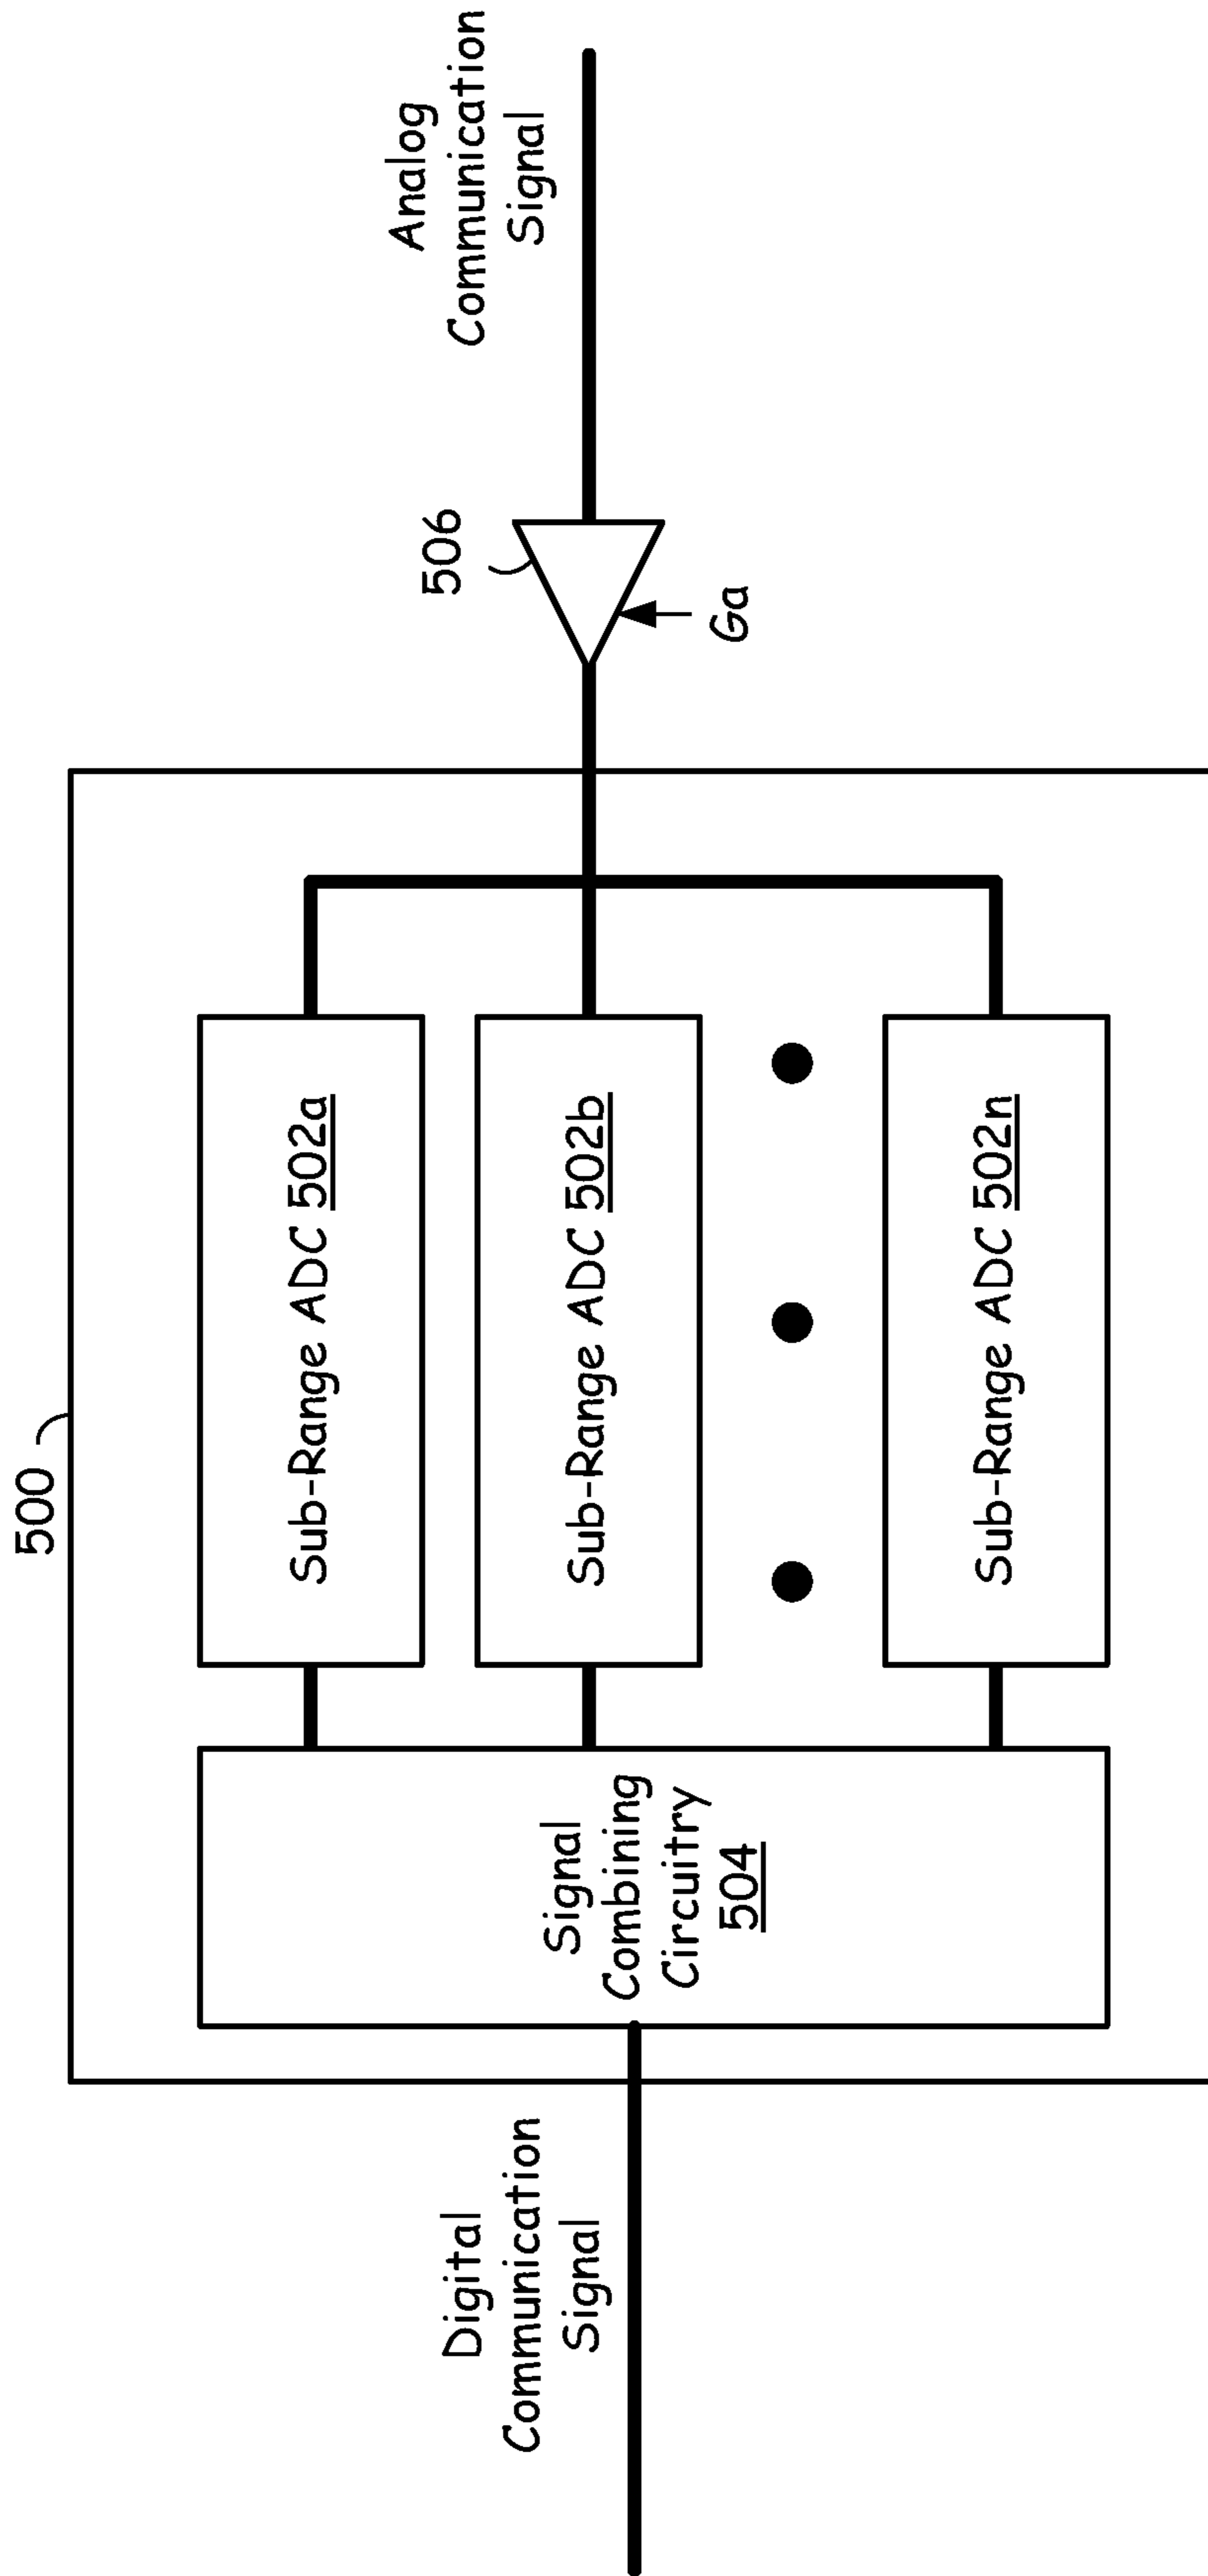 500
Digital
Communication
Signal
Signal
Combining
Circuitry
504
Sub-Range ADC 502a
Sub-Range ADC 502b
Sub-Range ADC 502n
506
Ga
Analog
Communication
Signal